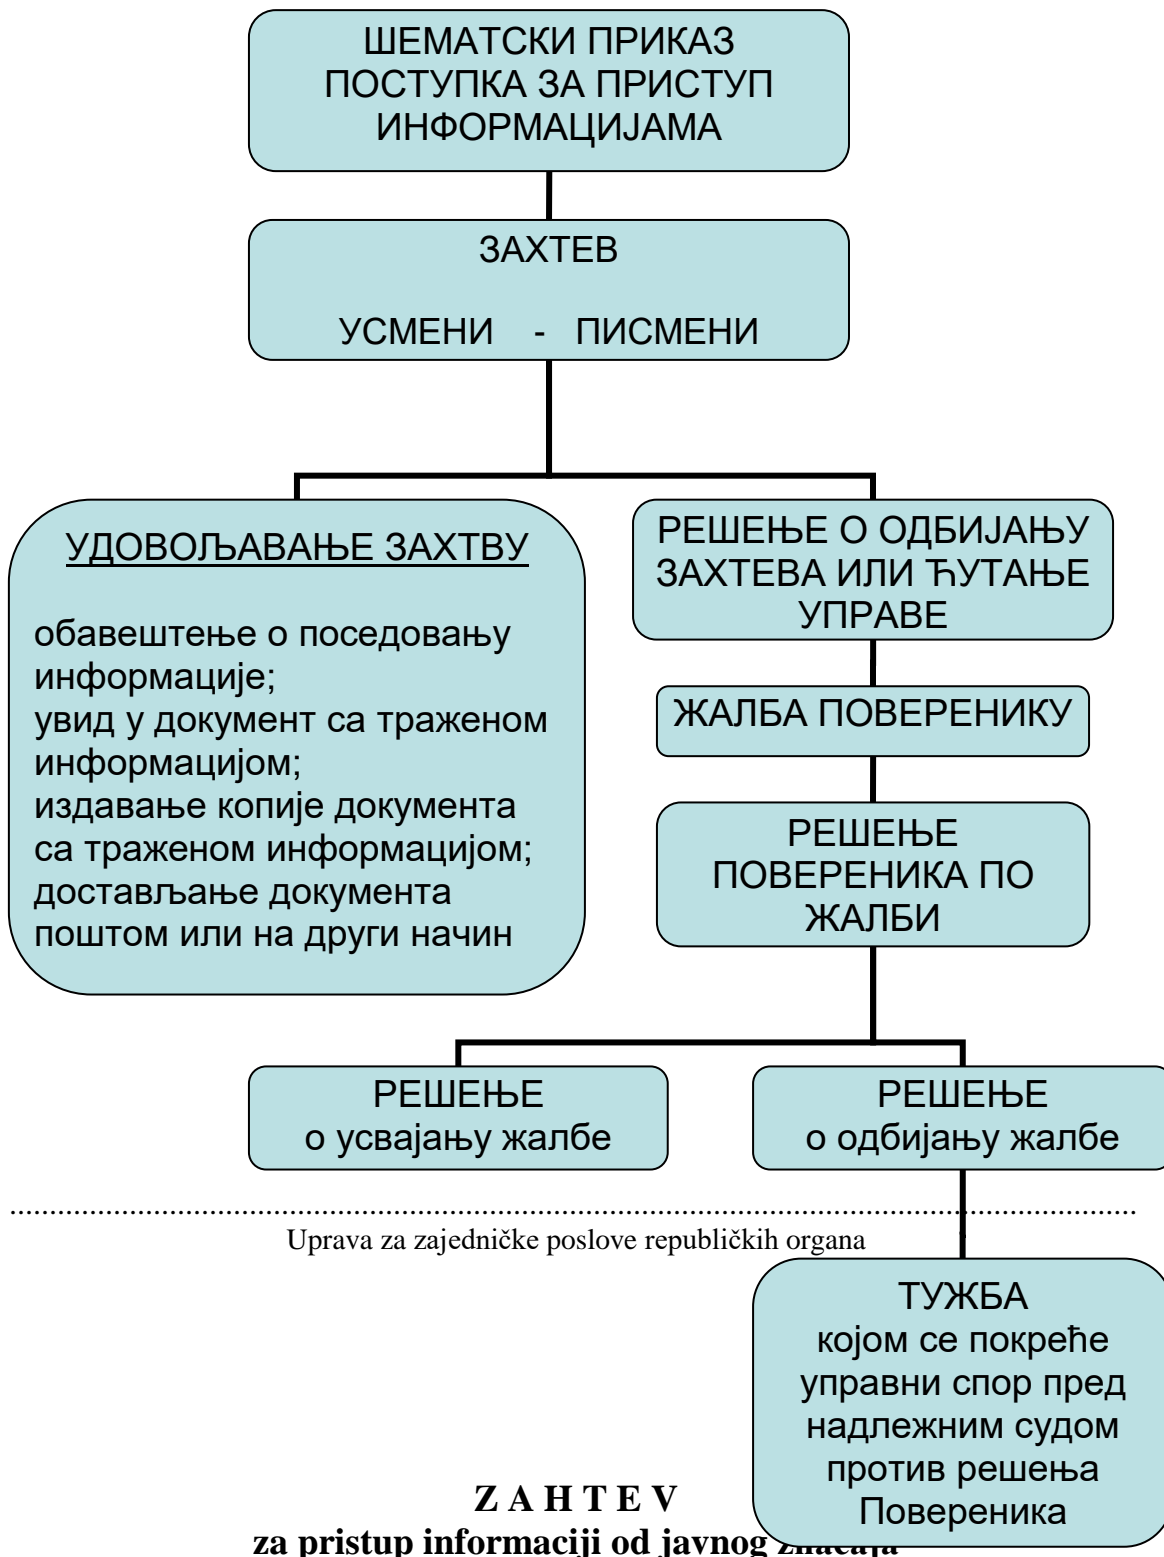 ШЕМАТСКИ ПРИКАЗ
ПОСТУПКА ЗА ПРИСТУП
ИНФОРМАЦИЈАМА
ЗАХТЕВ
УСМЕНИ - ПИСМЕНИ
УДОВОЉАВАЊЕ ЗАХТВУ
обавештење о поседовању
информације;
увид у документ са траженом
информацијом;
издавање копије документа
са траженом информацијом;
достављање документа
поштом или на други начин
РЕШЕЊЕ О ОДБИЈАЊУ
ЗАХТЕВА ИЛИ ЋУТАЊЕ
УПРАВЕ
ЖАЛБА ПОВЕРЕНИКУ
РЕШЕЊЕ
ПОВЕРЕНИКА ПО
ЖАЛБИ
РЕШЕЊЕ
о усвајању жалбе
РЕШЕЊЕ
о одбијању жалбе
Uprava za zajedničke poslove republičkih organa
ТУЖБА
којом се покреће
управни спор пред
надлежним судом
против решења
Повереника
Z A H T E V
za pristup informaciji od javnog